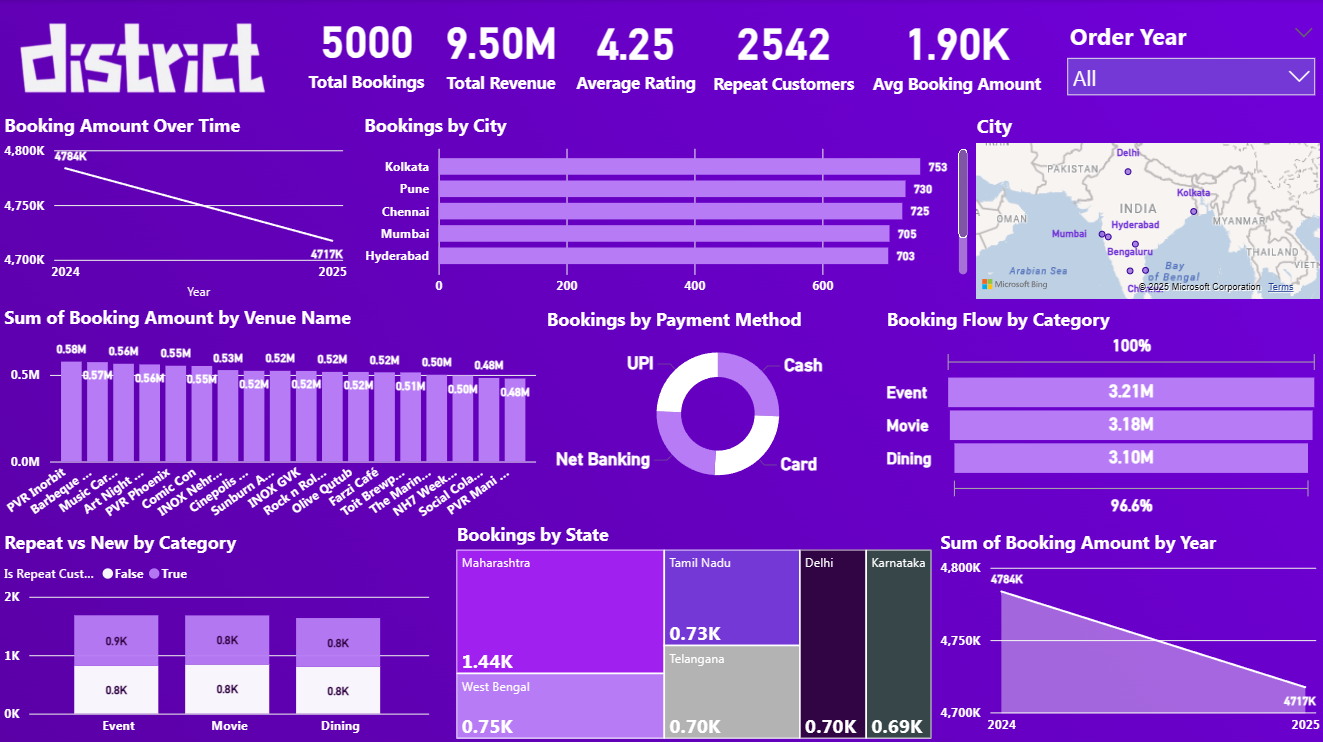 district
5000
Total Bookings
9.50M
Total Revenue
4.25
Average Rating
2542
Repeat Customers
1.90K
Avg Booking Amount
Order Year
All
Booking Amount Over Time
4,800K
4784K
4,750K
4717K
4,700K
2024
2025
Year
Bookings by City
Kolkata
753
Pune
730
Chennai
725
Mumbai
705
Hyderabad
703
0
200
400
600
City
Delhi
PAKISTAN
Kolkata
INDIA
OMAN
MYANMAR
Hyderabad
Mumbai
Bengaluru
THAILAND
Arabian Sea
Bay
of Bengal
Microsoft Bing
© 2025 Microsoft Corporation
Terms
Sum of Booking Amount by Venue Name
0.58M
0.57M
0.56M
0.56M
0.55M
0.55M
0.53M
0.52M
0.52M
0.52M
0.52M
0.52M
0.52M
0.51M
0.50M
0.50M
0.48M
0.48M
0.5M
0.0M
PVR Inorbit
Barbeque ...
Music Car...
Art Night ...
PVR Phoenix
Comic Con
INOX Nehr...
Cinepolis ...
Sunburn A...
INOX GVK
Rock n Rol...
Olive Qutub
Farzi Café
Toit Brewp...
The Marin...
NH7 Week...
Social Cola...
PVR Mani ...
Bookings by Payment Method
UPI
Cash
Net Banking
Card
Booking Flow by Category
100%
Event
3.21M
Movie
3.18M
Dining
3.10M
96.6%
Repeat vs New by Category
Is Repeat Cust...
False
True
2K
1K
0K
0.9K
0.8K
0.8K
0.8K
0.8K
0.8K
Event
Movie
Dining
Bookings by State
Maharashtra
1.44K
West Bengal
0.75K
Tamil Nadu
0.73K
Telangana
0.70K
Delhi
0.70K
Karnataka
0.69K
Sum of Booking Amount by Year
4,800K
4784K
4,750K
4717K
4,700K
2024
2025